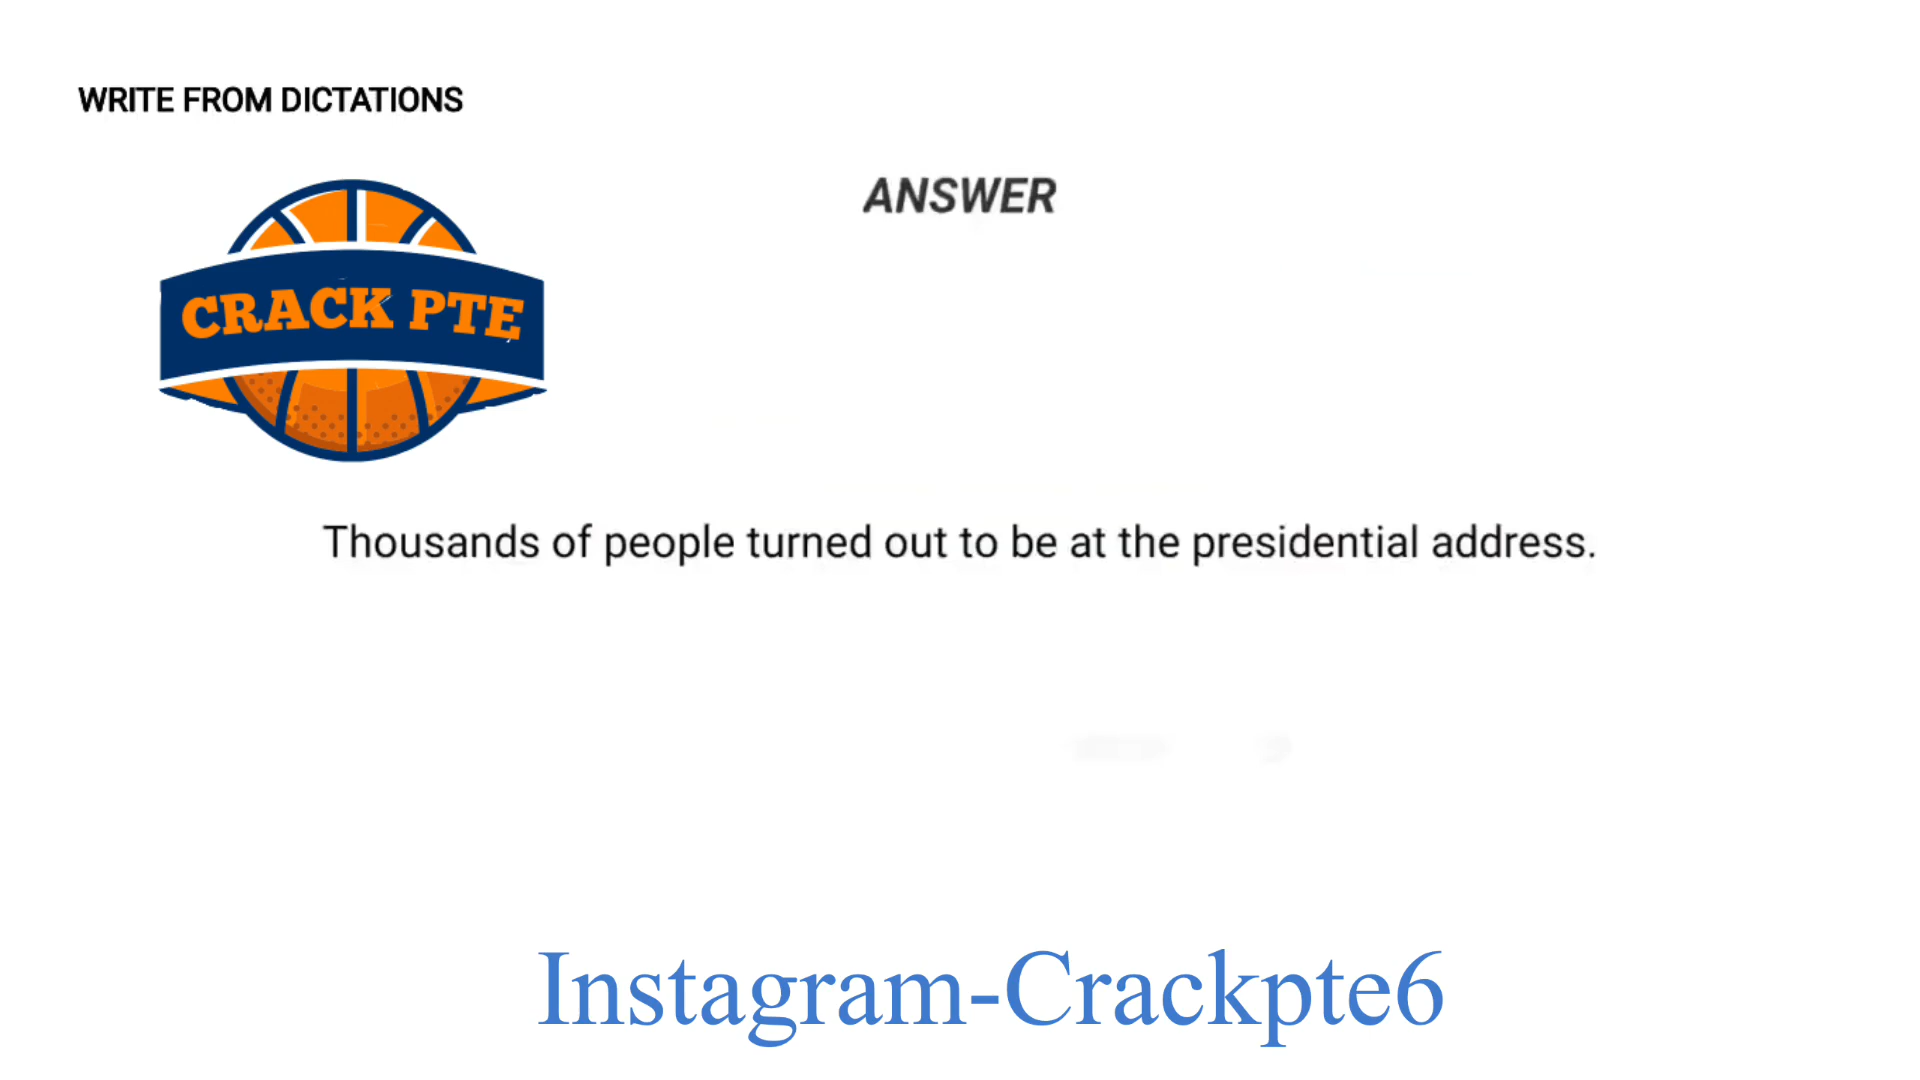 WRITE FROM DICTATIONS
ANSWER
CRACK PTE
Thousands of people turned out to be at the presidential address.
Instagram-Crackpte6